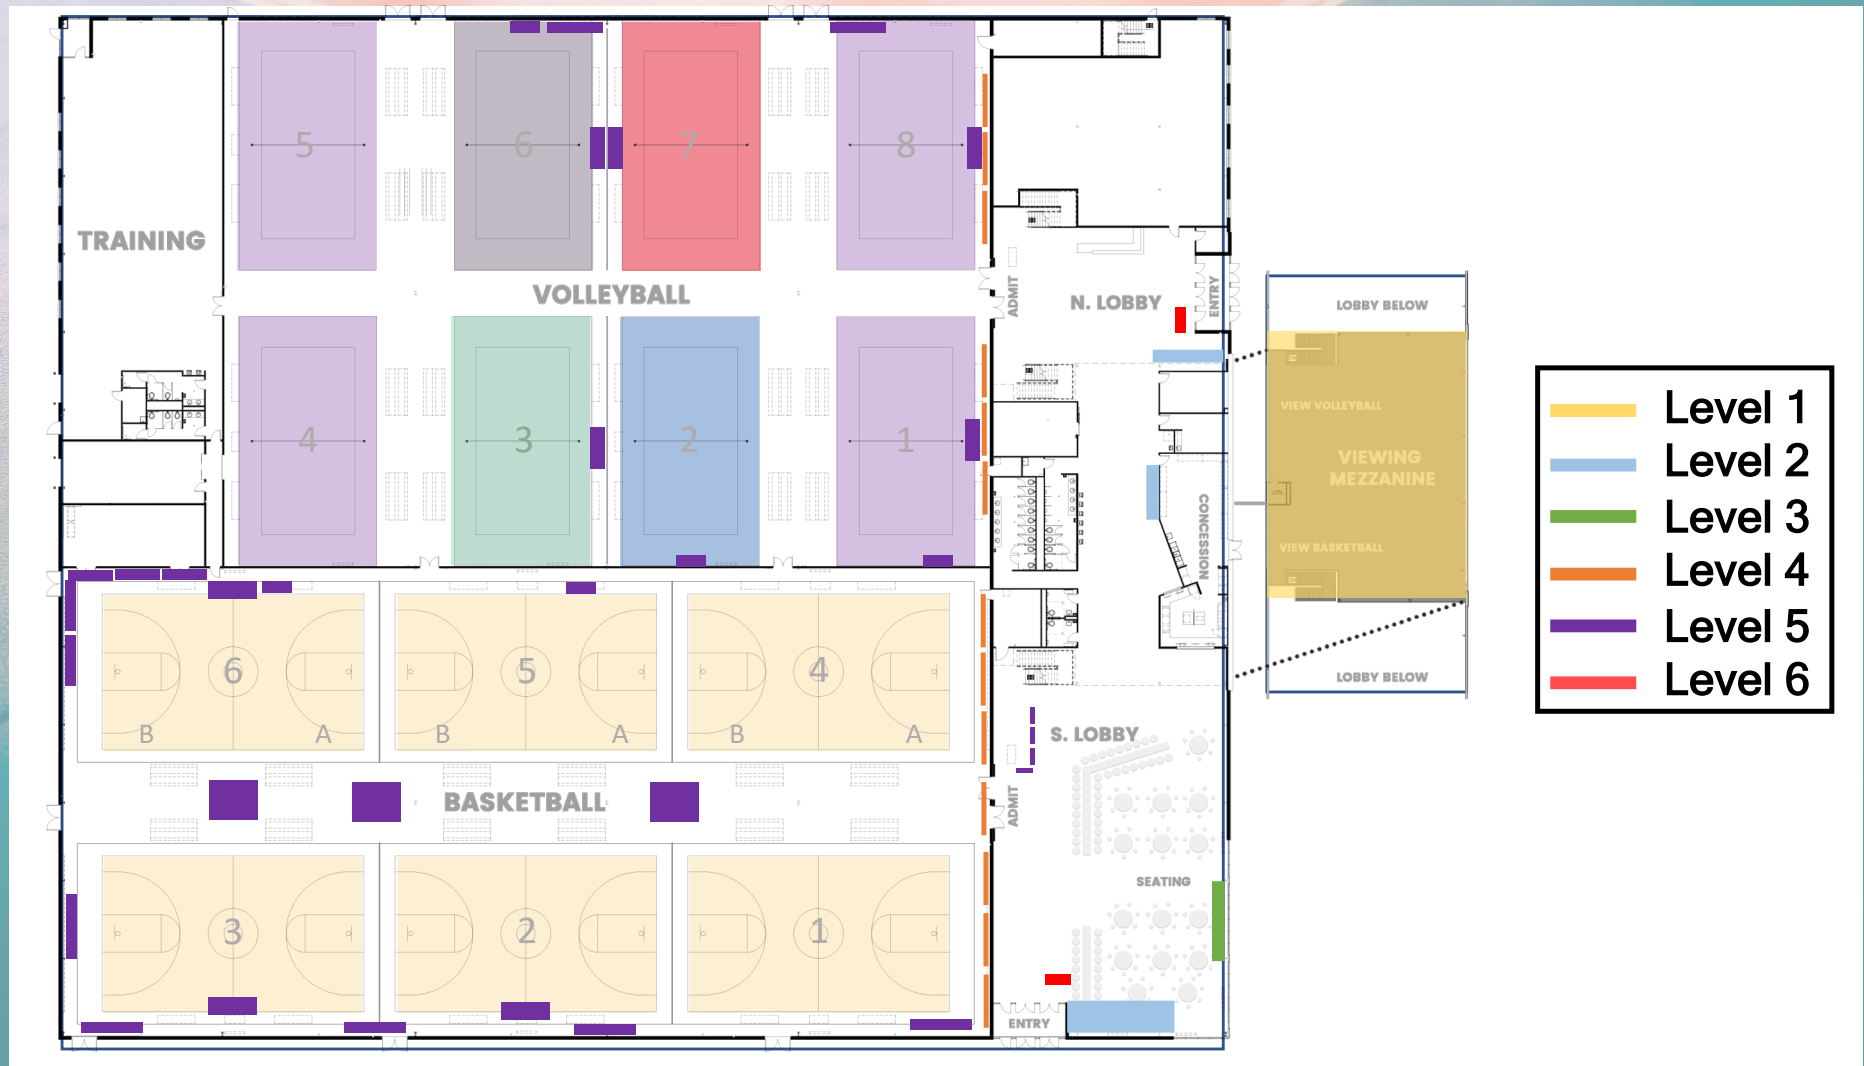 5
6
7
8
TRAINING
VOLLEYBALL
ADMIT
N. LOBBY
ENTRY
LOBBY BELOW
4
3
2
1
VIEW VOLLEYBALL
VIEWING
MEZZANINE
UTIL
CONCESSION
VIEW BASKETBALL
LOBBY BELOW
6
B
A
5
B
A
4
B
A
S. LOBBY
BASKETBALL
ADMIT
SEATING
3
2
1
ENTRY
Level 1
Level 2
Level 3
Level 4
Level 5
Level 6